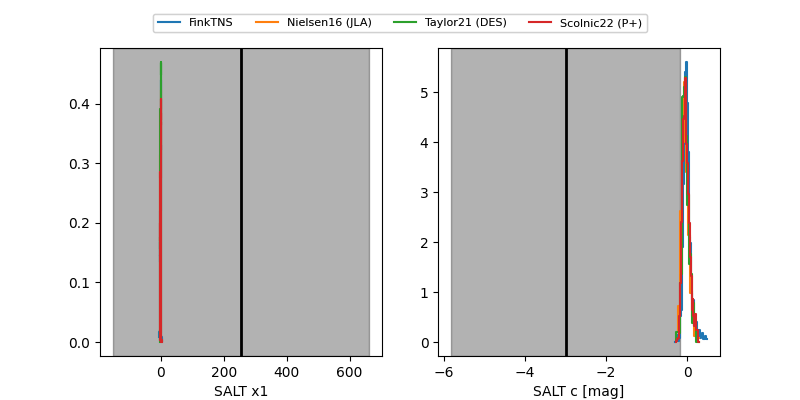 FinkTNS Nielsen16 (JLA) Taylor21 (DES) Scolnic22 (P+)
0.4
0.3
0.2
0.1
0.0
0 200 400 600
SALT x1
5
4
3
2
1
0
−6 −4 −2 0
SALT c [mag]